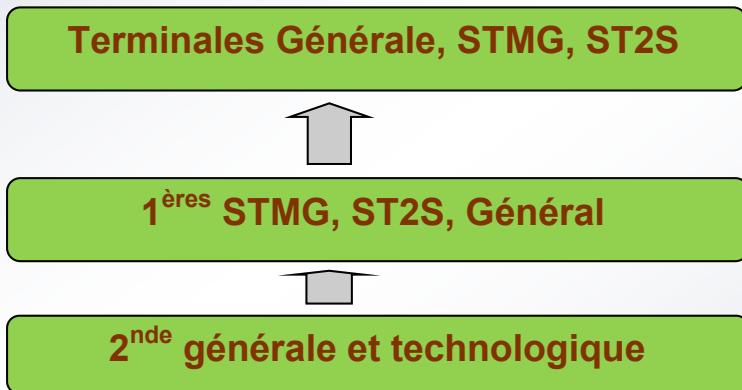 Terminales Générale, STMG, ST2S
1ères STMG, ST2S, Général
2nde générale et technologique